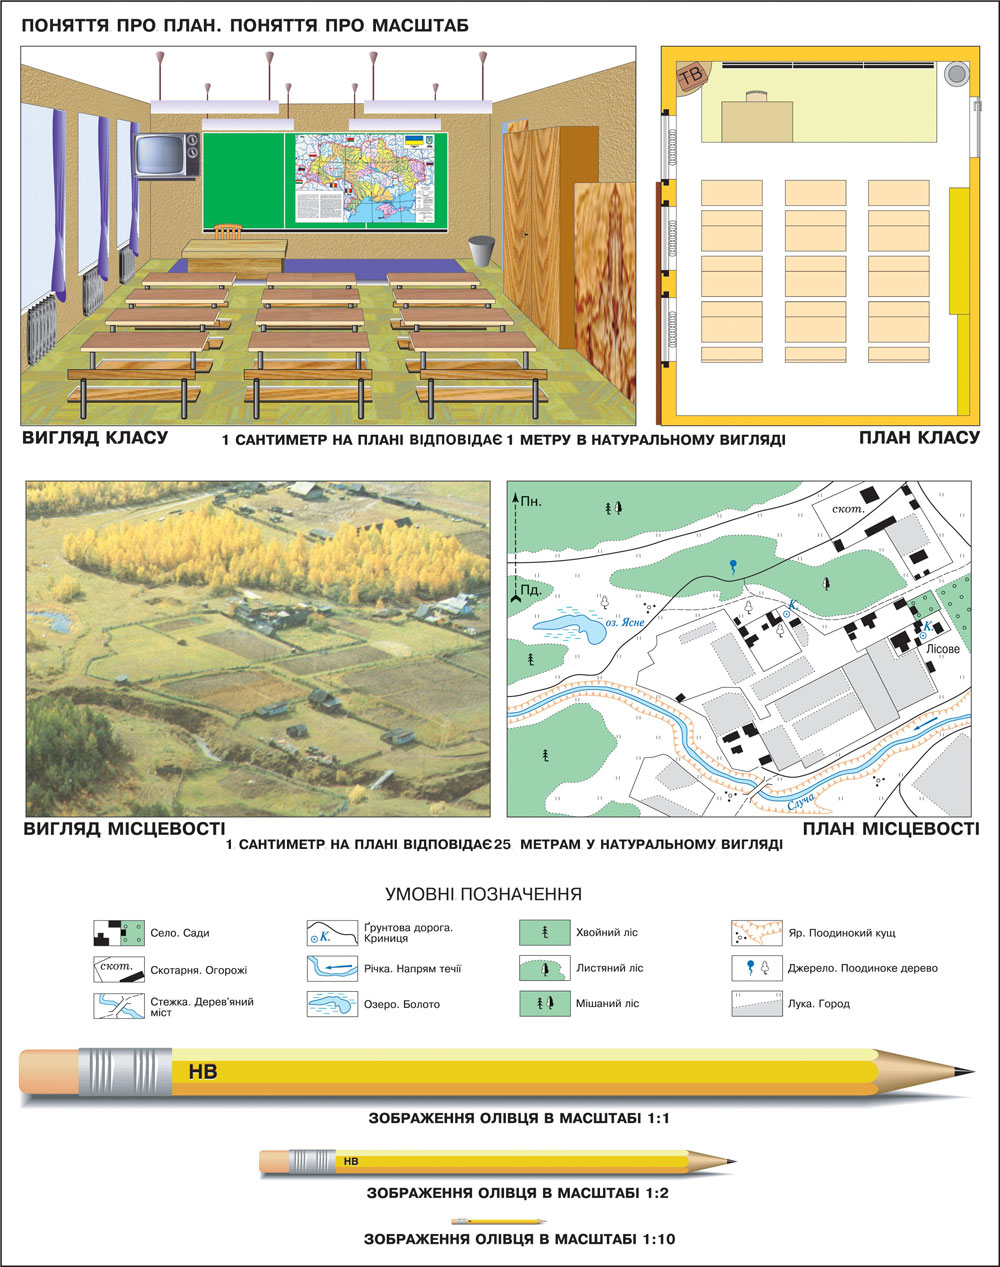 ПОНЯТТЯ ПРО ПЛАН. ПОНЯТТЯ ПРО МАСШТАБ
ТВ
ВИГЛЯД КЛАСУ
1 САНТИМЕТР НА ПЛАНІ ВІДПОВІДАЄ 1 МЕТРУ В НАТУРАЛЬНОМУ ВИГЛЯДІ
ПЛАН КЛАСУ
Пн.
скот.
Пд.
К.
оз. Ясне
К.
Лісове
Случа
ВИГЛЯД МІСЦЕВОСТІ
ПЛАН МІСЦЕВОСТІ
1 САНТИМЕТР НА ПЛАНІ ВІДПОВІДАЄ 25 МЕТРАМ У НАТУРАЛЬНОМУ ВИГЛЯДІ
УМОВНІ ПОЗНАЧЕННЯ
Село. Сади
К.
Ґрунтова дорога.
Криниця
Хвойний ліс
Яр. Поодинокий кущ
скот.
Скотарня. Огорожі
Річка. Напрям течії
Листяний ліс
Джерело. Поодиноке дерево
Стежка. Дерев'яний
міст
Озеро. Болото
Мішаний ліс
Лука. Город
НВ
ЗОБРАЖЕННЯ ОЛІВЦЯ В МАСШТАБІ 1:1
НВ
ЗОБРАЖЕННЯ ОЛІВЦЯ В МАСШТАБІ 1:2
ЗОБРАЖЕННЯ ОЛІВЦЯ В МАСШТАБІ 1:10